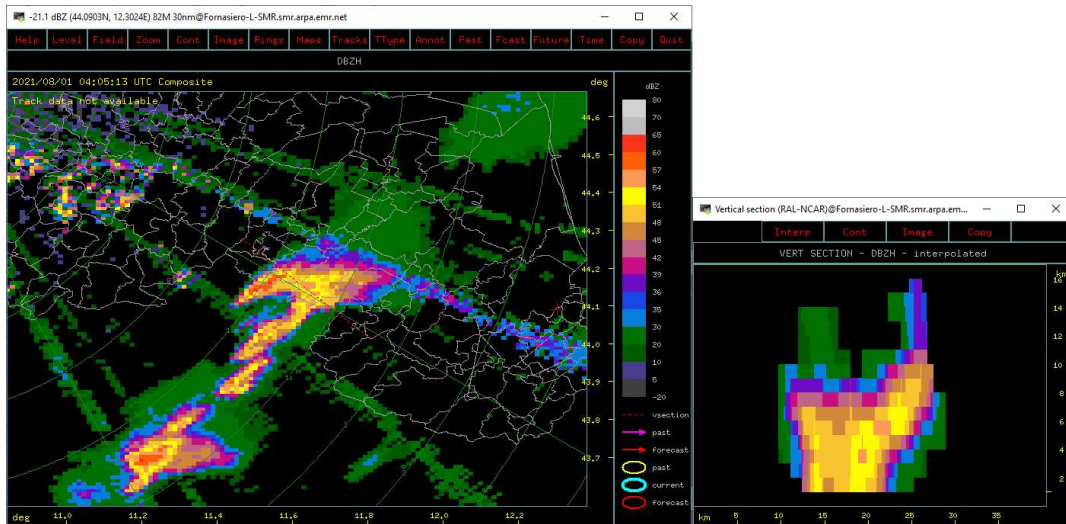 -21.1 dBZ (44.0903N, 12.3024E) 82M 30nm@Fornasiero-L-SMR.smr.arpa.emr.net
Help Level Field Zoom Cont Image Rings Maps Tracks TType Annot Past Fcast Future Time Copy Quit
DBZH
2021/08/01 04:05:13 UTC Composite
deg
Track data not available
44.6
44.5
44.4
44.3
44.2
44.1
44.0
43.9
43.8
43.7
deg 11.0 11.2 11.4 11.6 11.8 12.0 12.2
dBZ
80
70
65
60
57
54
51
48
45
42
39
36
35
30
20
10
5
-20
vsection
past
forecast
past
current
forecast
Vertical section (RAL-NCAR)@Fornasiero-L-SMR.smr.arpa.em...
Interp Cont Image Copy
VERT SECTION - DBZH - interpolated
km
16
14
12
10
8
6
4
2
km 5 10 15 20 25 30 35